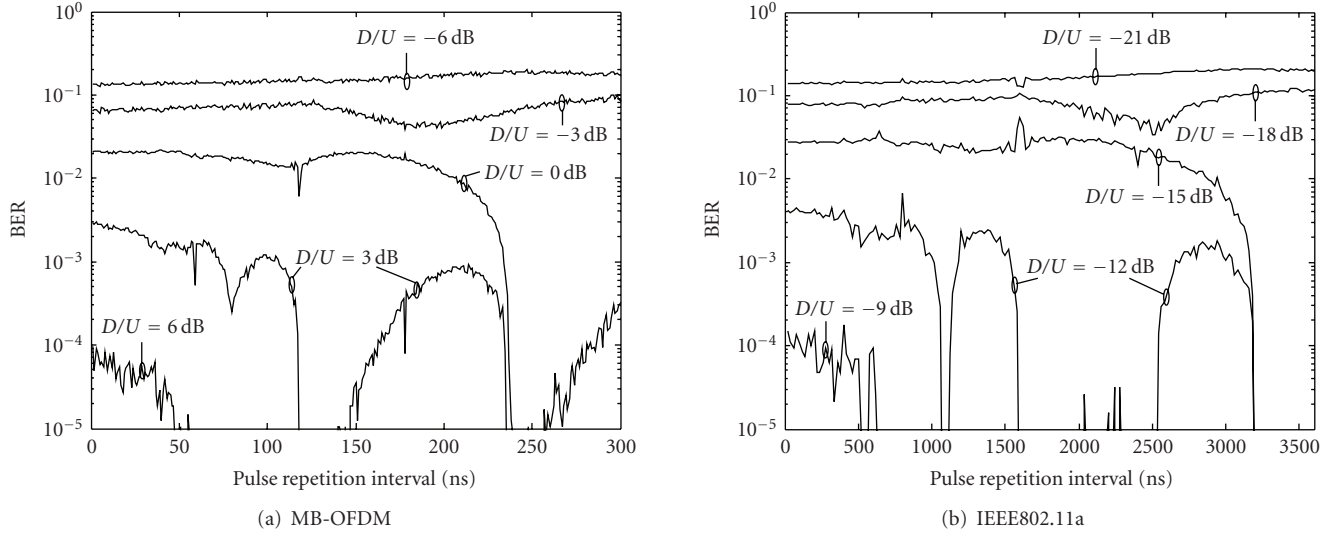 10⁰
10⁻¹
10⁻²
10⁻³
10⁻⁴
10⁻⁵
BER
D/U = −6 dB
D/U = −3 dB
D/U = 0 dB
D/U = 3 dB
D/U = 6 dB
0 50 100 150 200 250 300
Pulse repetition interval (ns)
(a) MB-OFDM
10⁰
10⁻¹
10⁻²
10⁻³
10⁻⁴
10⁻⁵
BER
D/U = −21 dB
D/U = −18 dB
D/U = −15 dB
D/U = −12 dB
D/U = −9 dB
0 500 1000 1500 2000 2500 3000 3500
Pulse repetition interval (ns)
(b) IEEE802.11a